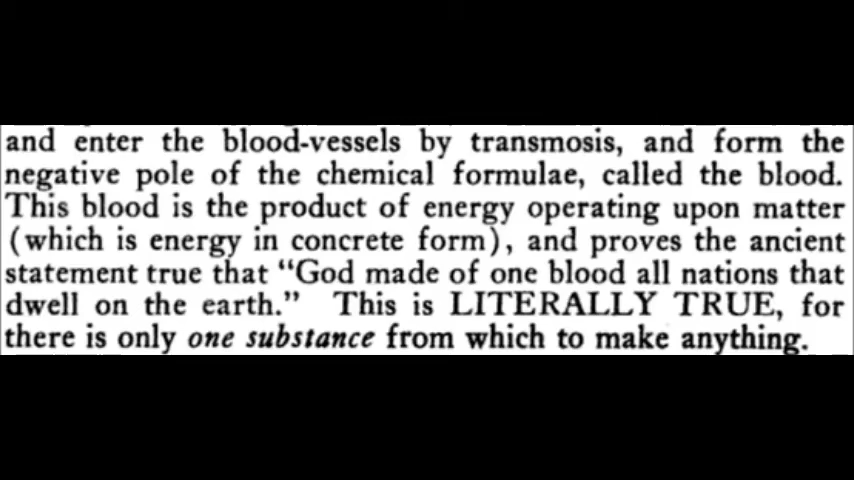 and enter the blood-vessels by transmosis, and form the
negative pole of the chemical formulae, called the blood.
This blood is the product of energy operating upon matter
(which is energy in concrete form), and proves the ancient
statement true that “God made of one blood all nations that
dwell on the earth.” This is LITERALLY TRUE, for
there is only one substance from which to make anything.